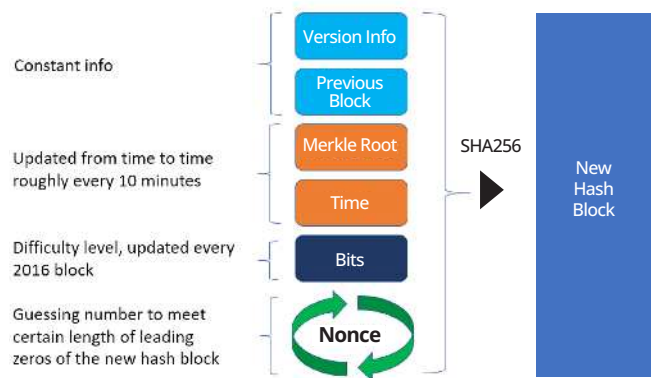 Constant info
Version Info
Previous
Block
Updated from time to time
roughly every 10 minutes
Merkle Root
Time
Difficulty level, updated every
2016 block
Bits
Guessing number to meet
certain length of leading
zeros of the new hash block
Nonce
SHA256
New
Hash
Block